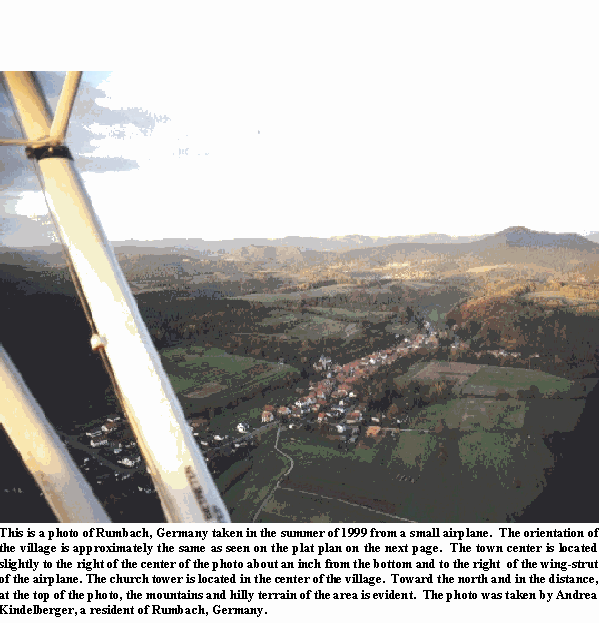 This is a photo of Rumbach, Germany taken in the summer of 1999 from a small airplane. The orientation of
the village is approximately the same as seen on the plat plan on the next page. The town center is located
slightly to the right of the center of the photo about an inch from the bottom and to the right of the wing-strut
of the airplane. The church tower is located in the center of the village. Toward the north and in the distance,
at the top of the photo, the mountains and hilly terrain of the area is evident. The photo was taken by Andrea
Kindelberger, a resident of Rumbach, Germany.